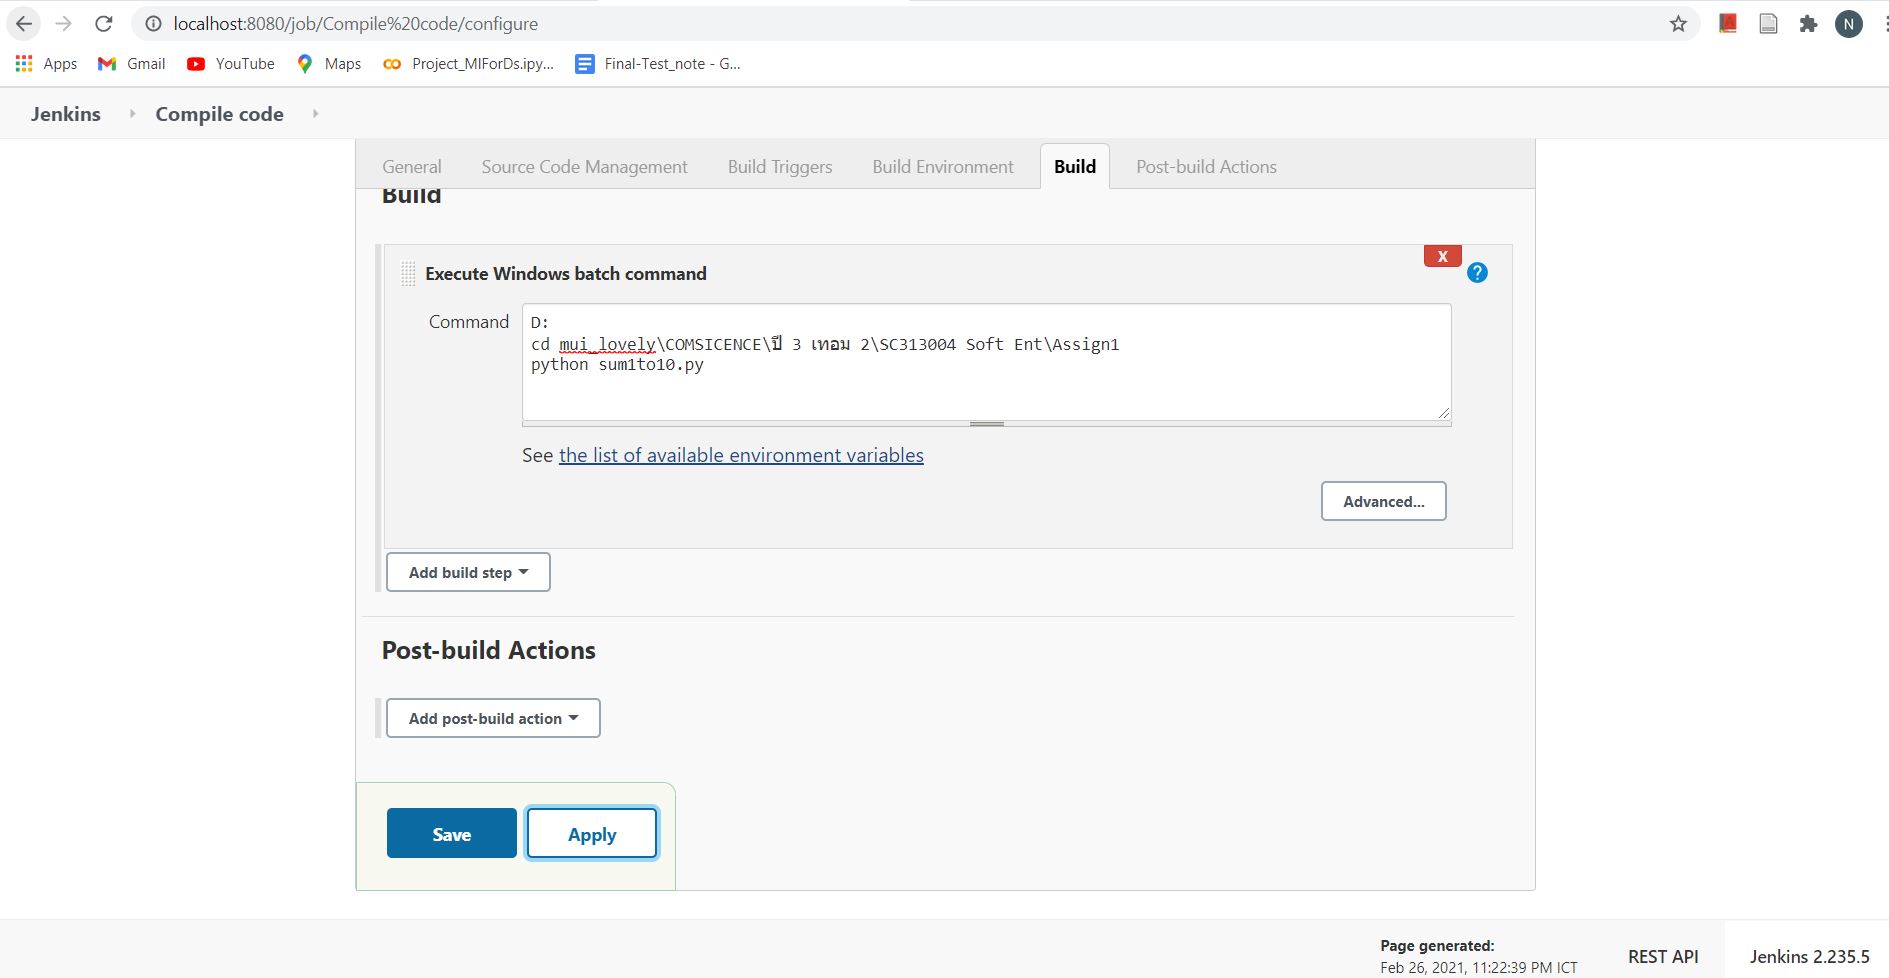 localhost:8080/job/Compile%20code/configure
N
Apps
Gmail
YouTube
Maps
Project_MIForDs.ipy...
Final-Test_note - G...
Jenkins
Compile code
General
Source Code Management
Build Triggers
Build Environment
Build
Post-build Actions
Build
X
Execute Windows batch command
?
Command
D:
cd mui_lovely\COMSICENCE\ปี 3 เทอม 2\SC313004 Soft Ent\Assign1
python sum1to10.py
See the list of available environment variables
Advanced...
Add build step
Post-build Actions
Add post-build action
Save
Apply
Page generated:
Feb 26, 2021, 11:22:39 PM ICT
REST API
Jenkins 2.235.5